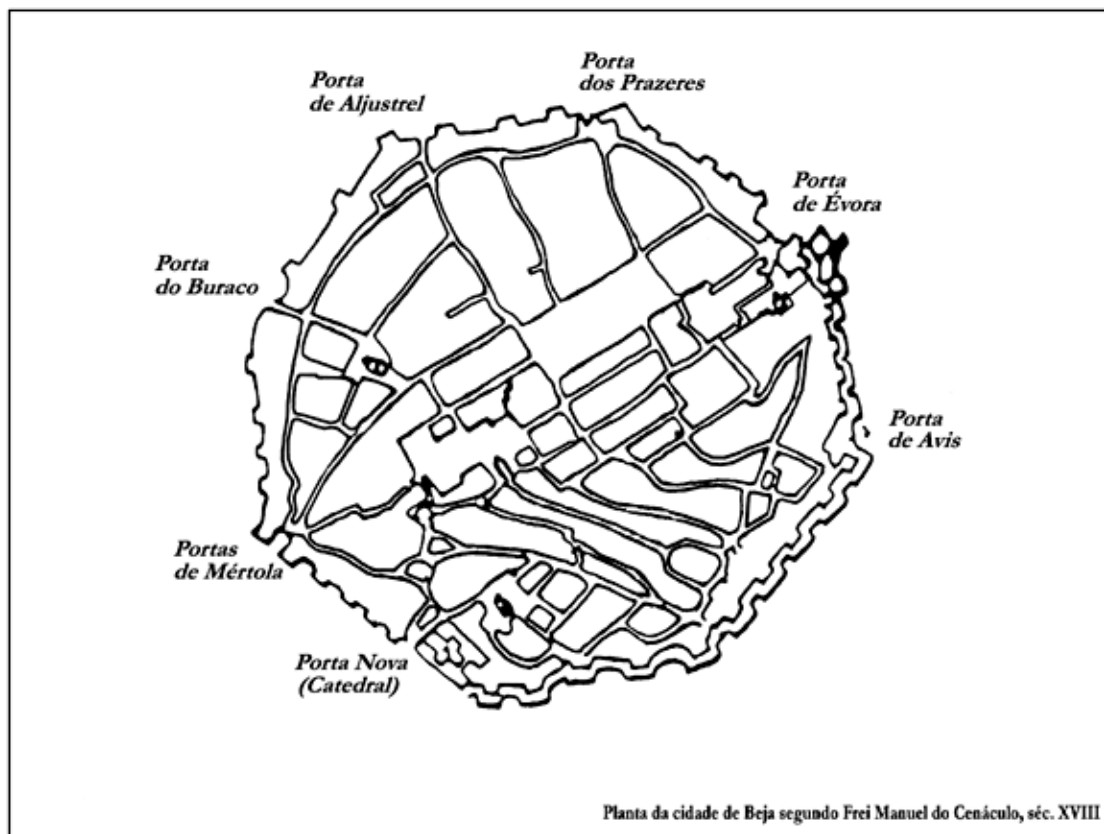 Porta
dos Prazeres
Porta
de Aljustrel
Porta
de Évora
Porta
do Buraco
Porta
de Avis
Portas
de Mértola
Porta Nova
(Catedral)
Planta da cidade de Beja segundo Frei Manuel do Cenáculo, séc. XVIII